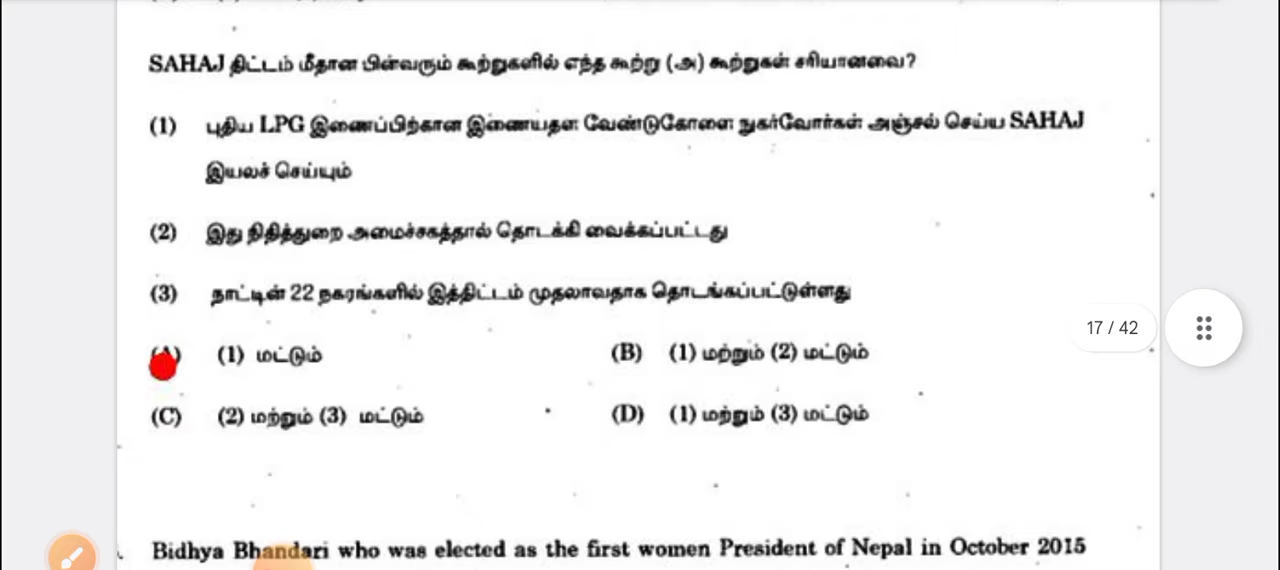 SAHAJ திட்டம் மீதான பின்வரும் கூற்றுகளில் எந்த கூற்று (அ) கூற்றுகள் சரியானவை?
(1) புதிய LPG இணைப்பிற்கான இணையதள வேண்டுகோளை நுகர்வோர்கள் அஞ்சல் செய்ய SAHAJ
இயலச் செய்யும்
(2) இது நிதித்துறை அமைச்சகத்தால் தொடக்கி வைக்கப்பட்டது
(3) நாட்டின் 22 நகரங்களில் இத்திட்டம் முதலாவதாக தொடங்கப்பட்டுள்ளது
17 / 42
(1) மட்டும் (B) (1) மற்றும் (2) மட்டும்
(C) (2) மற்றும் (3) மட்டும் (D) (1) மற்றும் (3) மட்டும்
Bidhya Bhandari who was elected as the first women President of Nepal in October 2015